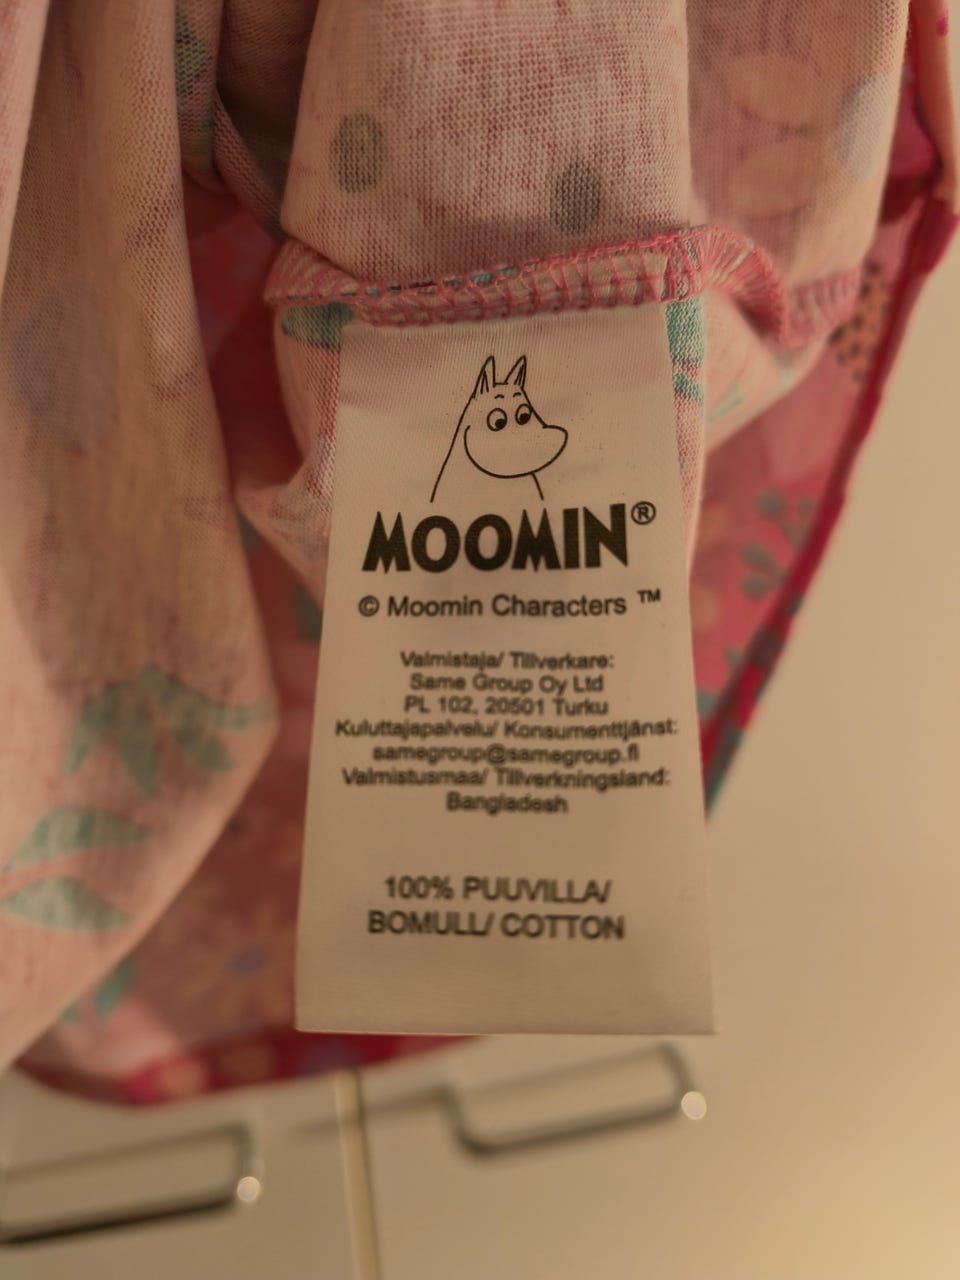 MOOMIN®
© Moomin Characters ™
Valmistaja/ Tillverkare:
Same Group Oy Ltd
PL 102, 20501 Turku
Kuluttajapalvelu/ Konsumenttjänst:
samegroup@samegroup.fi
Valmistusmaa/ Tillverkningsland:
Bangladesh
100% PUUVILLA/
BOMULL/ COTTON